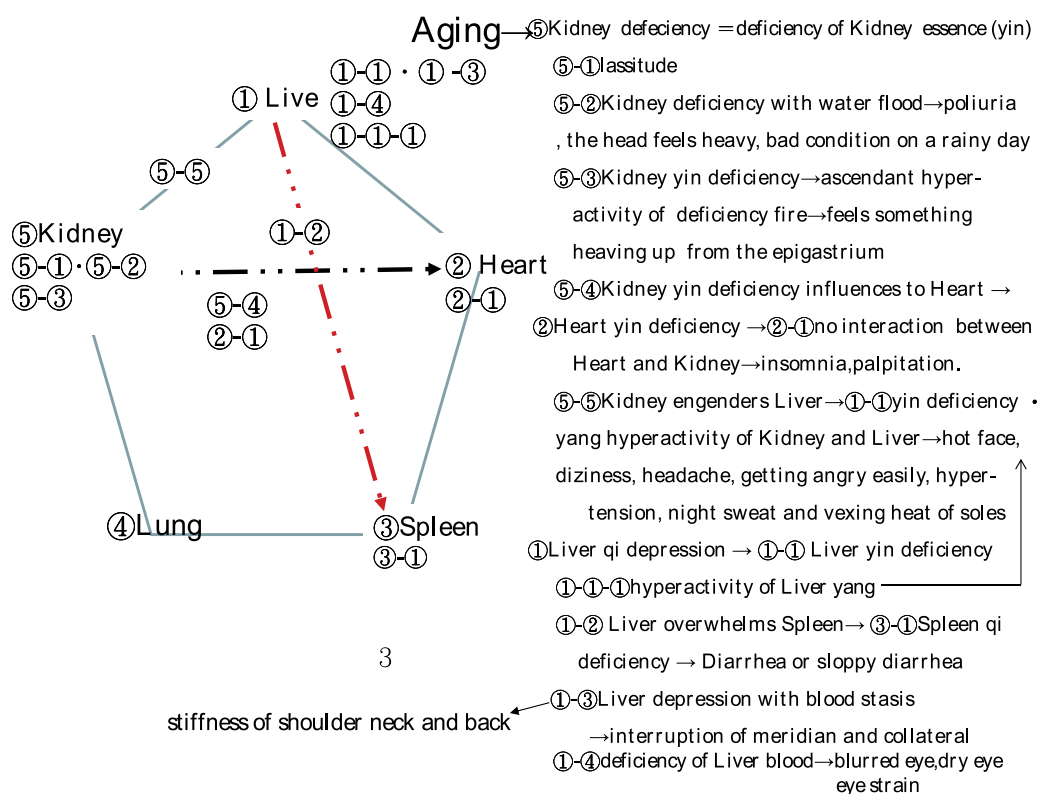 Aging→⑤Kidney defeciency =deficiency of Kidney essence (yin)
①-① · ①-③
⑤-①lassitude
① Live
①-④
⑤-②Kidney deficiency with water flood→poliuria
①-①-①
, the head feels heavy, bad condition on a rainy day
⑤-⑤
⑤-③Kidney yin deficiency→ascendant hyper-
activity of deficiency fire→feels something
heaving up from the epigastrium
⑤Kidney
①-②
⑤-①·⑤-②
② Heart
⑤-③
②-①
⑤-④
②-①
⑤-④Kidney yin deficiency influences to Heart →
②Heart yin deficiency →②-①no interaction between
Heart and Kidney→insomnia,palpitation.
⑤-⑤Kidney engenders Liver→①-①yin deficiency ·
yang hyperactivity of Kidney and Liver→hot face,
diziness, headache, getting angry easily, hyper-
tension, night sweat and vexing heat of soles
④Lung
③Spleen
③-①
①Liver qi depression → ①-① Liver yin deficiency
①-①-①hyperactivity of Liver yang
①-② Liver overwhelms Spleen→ ③-①Spleen qi
deficiency → Diarrhea or sloppy diarrhea
3
①-③Liver depression with blood stasis
stiffness of shoulder neck and back
→interruption of meridian and collateral
①-④deficiency of Liver blood→blurred eye,dry eye
eye strain